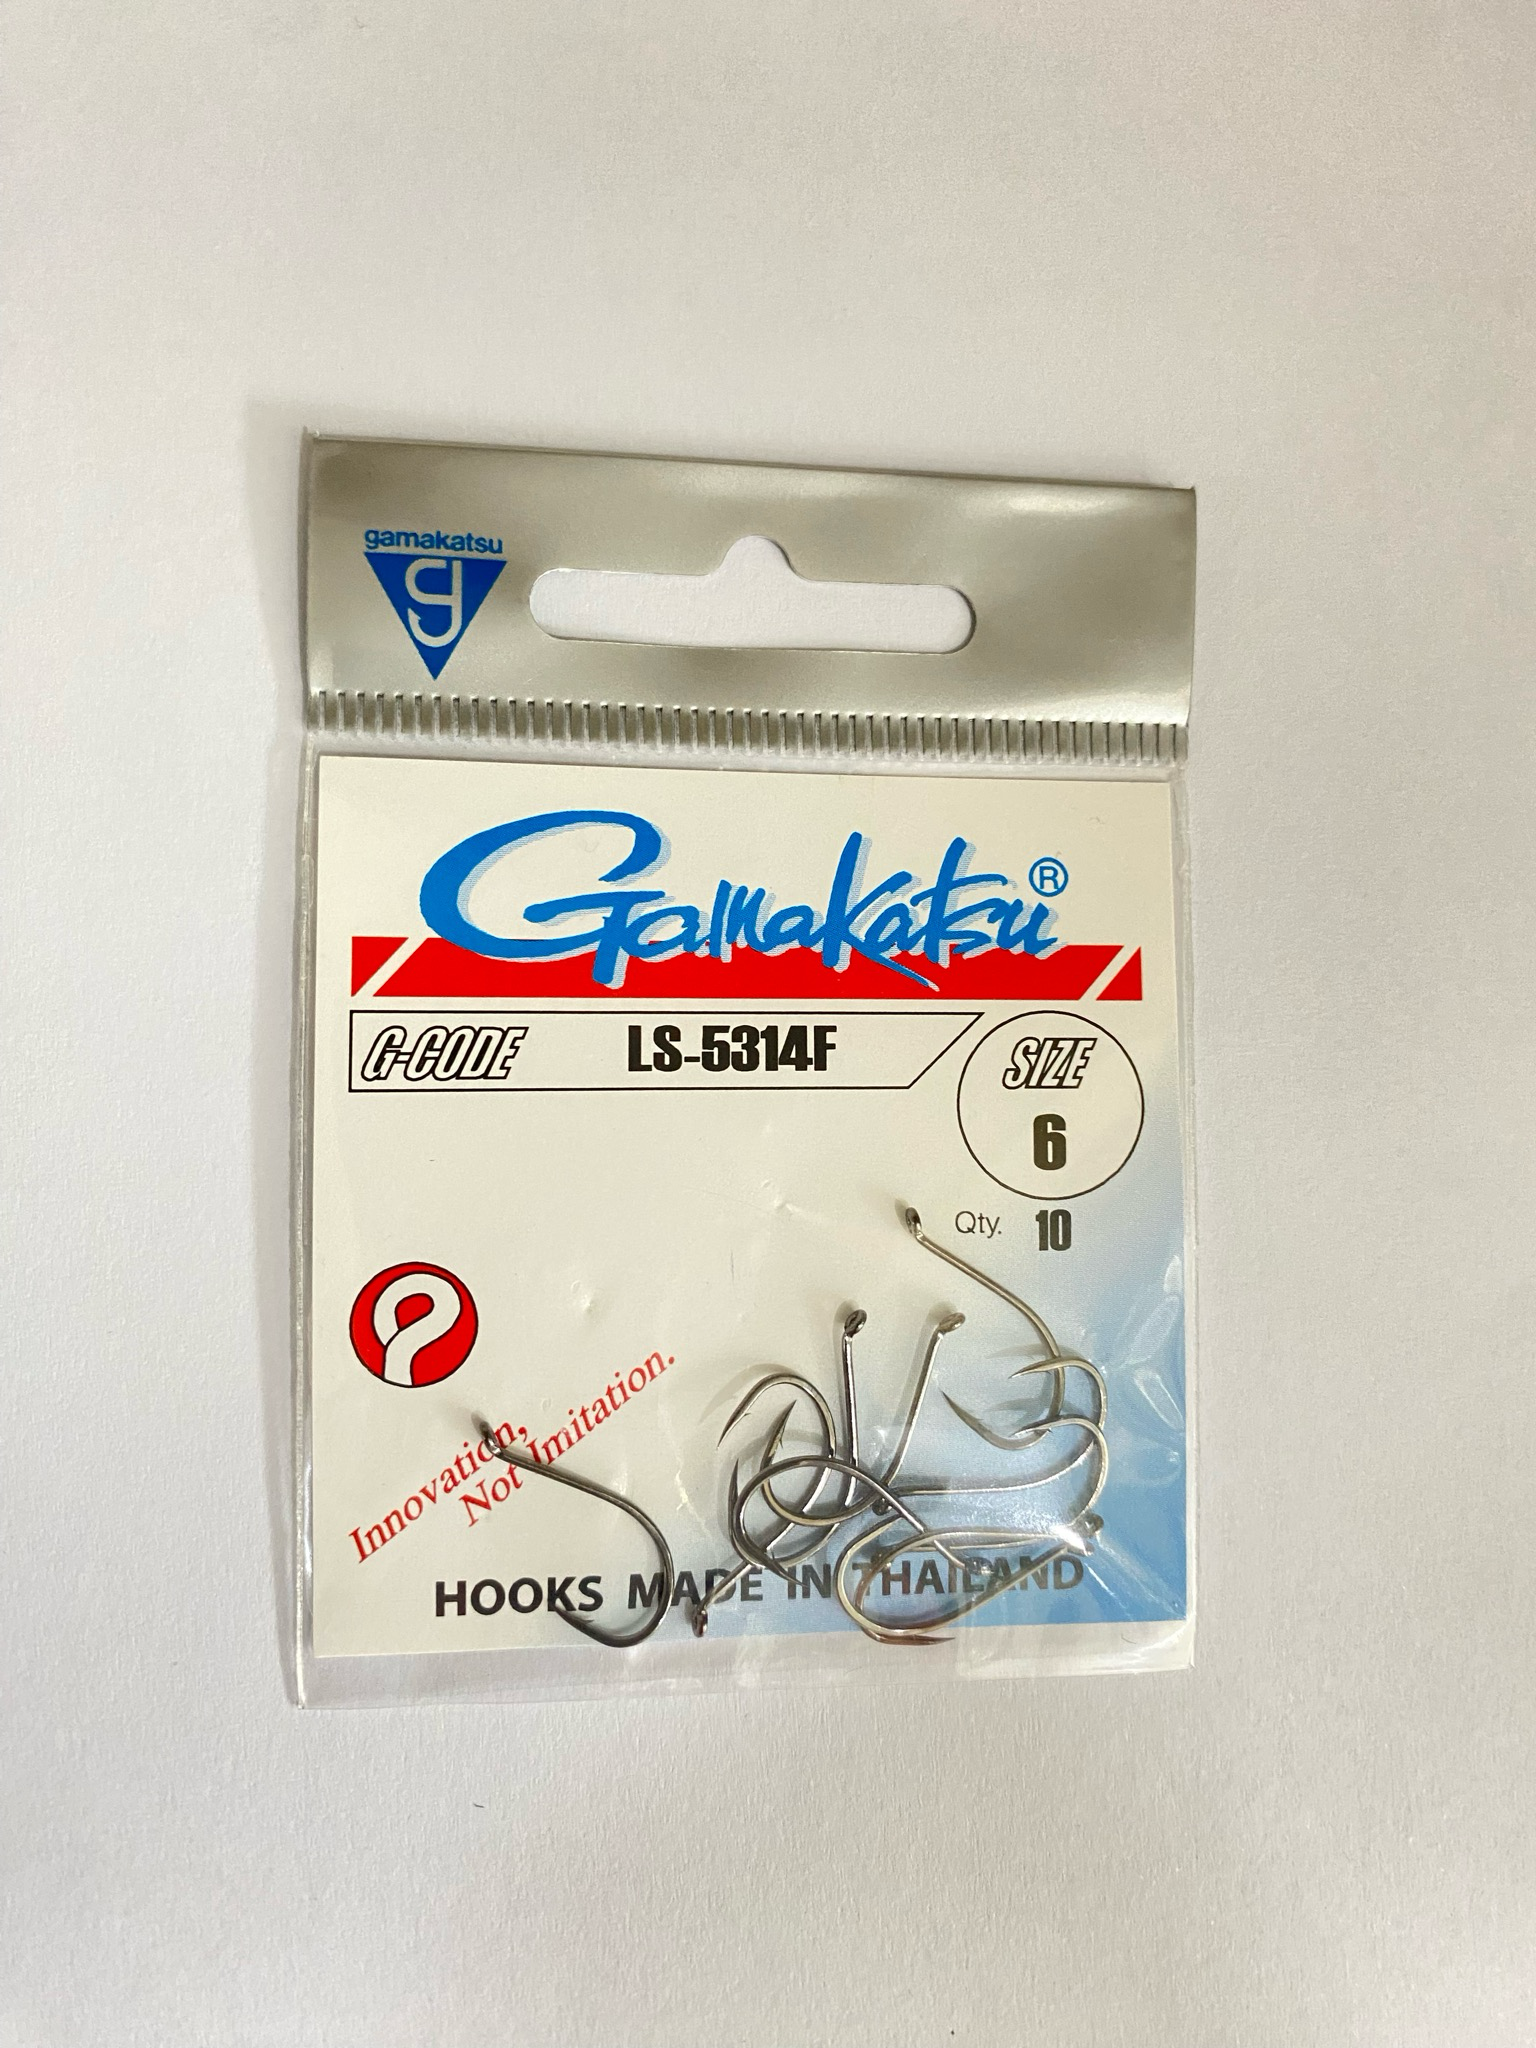 gamakatsu
Gamakatsu®
G-CODE LS-5314F
SIZE
6
Qty. 10
Innovation,
Not Imitation.
HOOKS MADE IN THAILAND